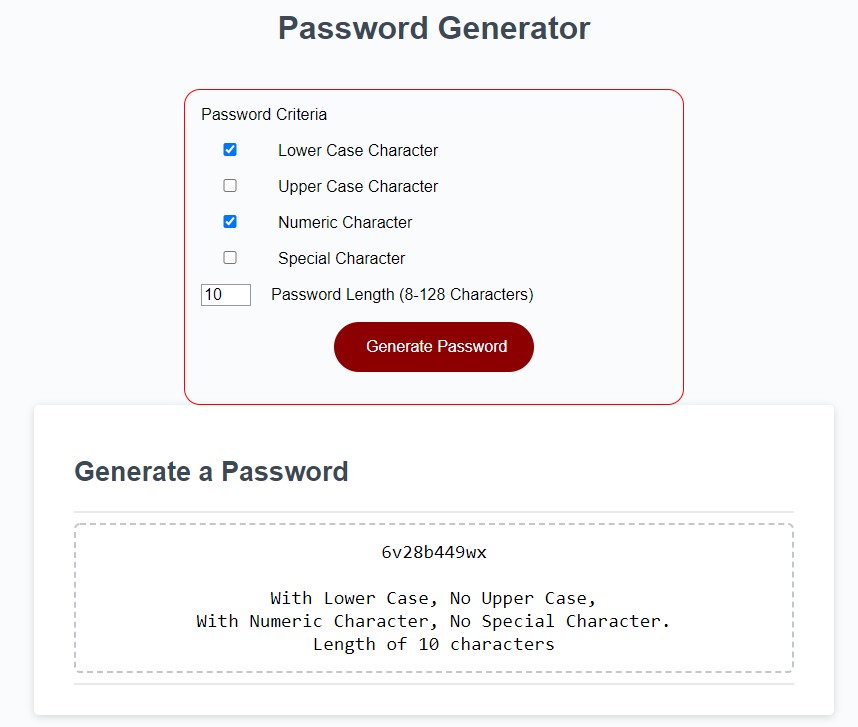 Password Generator
Password Criteria
Lower Case Character
Upper Case Character
Numeric Character
Special Character
10 Password Length (8-128 Characters)
Generate Password
Generate a Password
6v28b449wx
With Lower Case, No Upper Case,
With Numeric Character, No Special Character.
Length of 10 characters